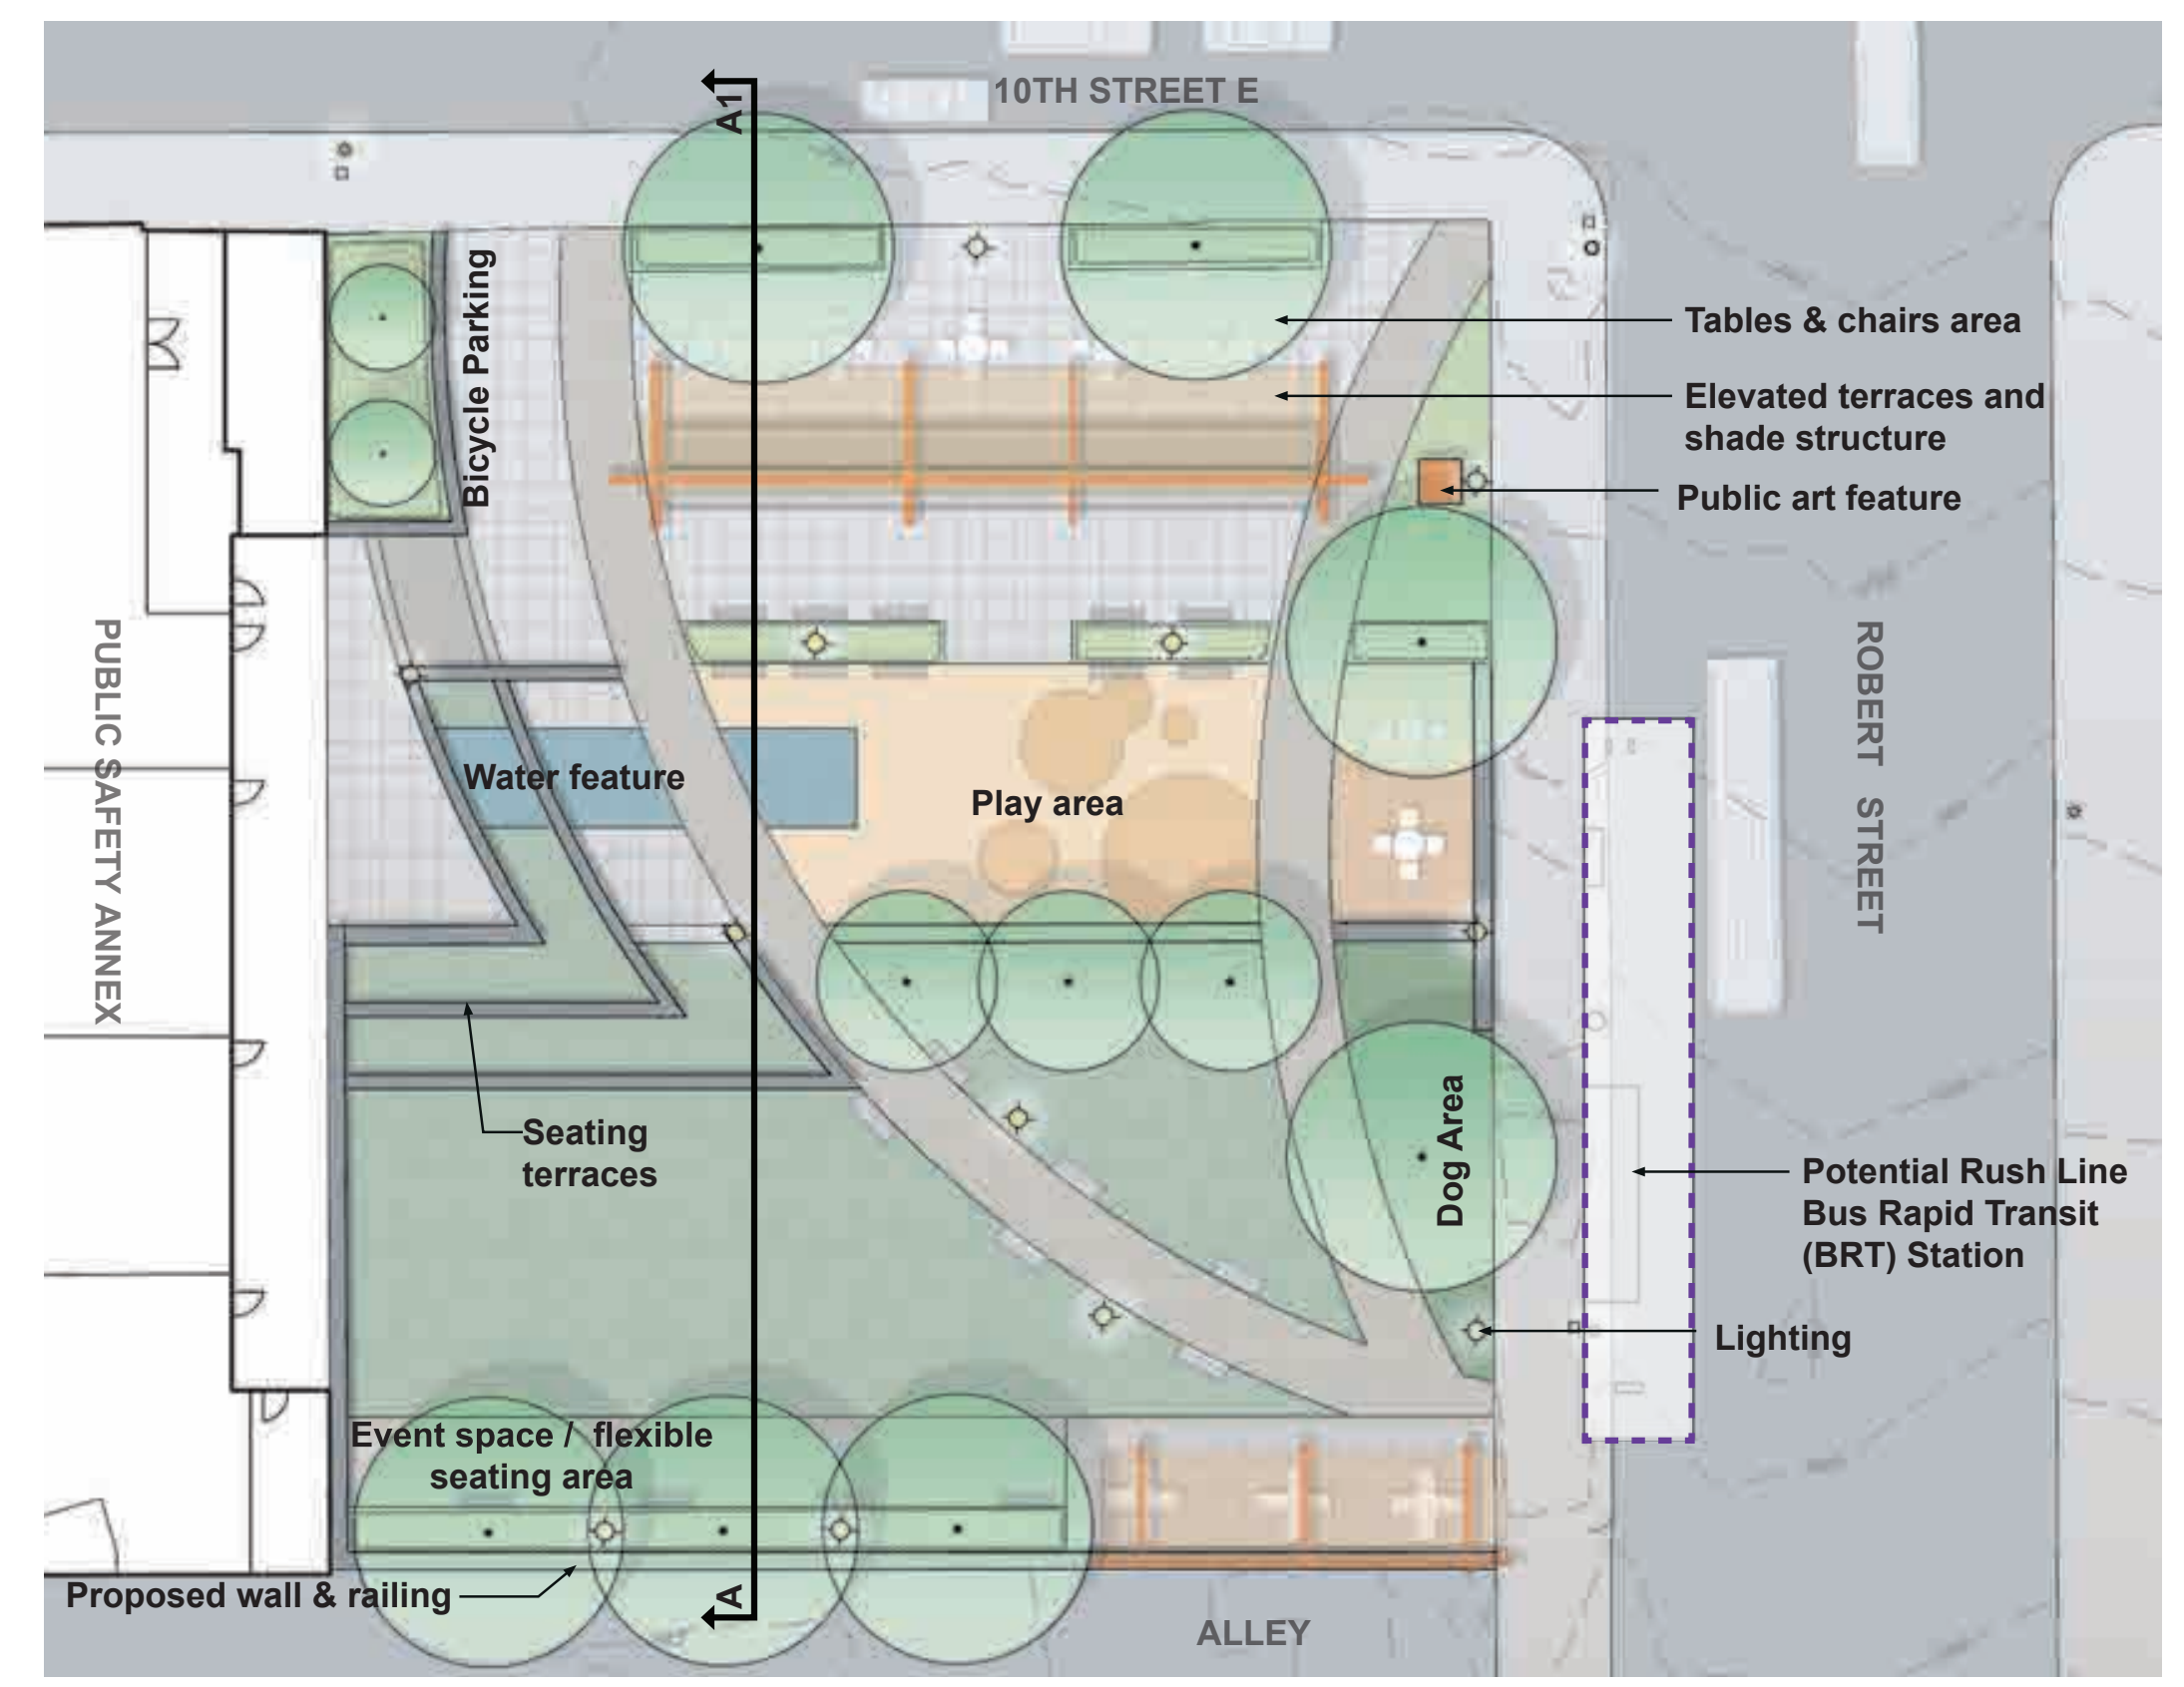 10TH STREET E
A1
Bicycle Parking
Tables & chairs area
Elevated terraces and
shade structure
Public art feature
PUBLIC SAFETY ANNEX
ROBERT STREET
Water feature
Play area
Seating
terraces
Dog Area
Potential Rush Line
Bus Rapid Transit
(BRT) Station
Lighting
Event space / flexible
seating area
Proposed wall & railing
A
ALLEY